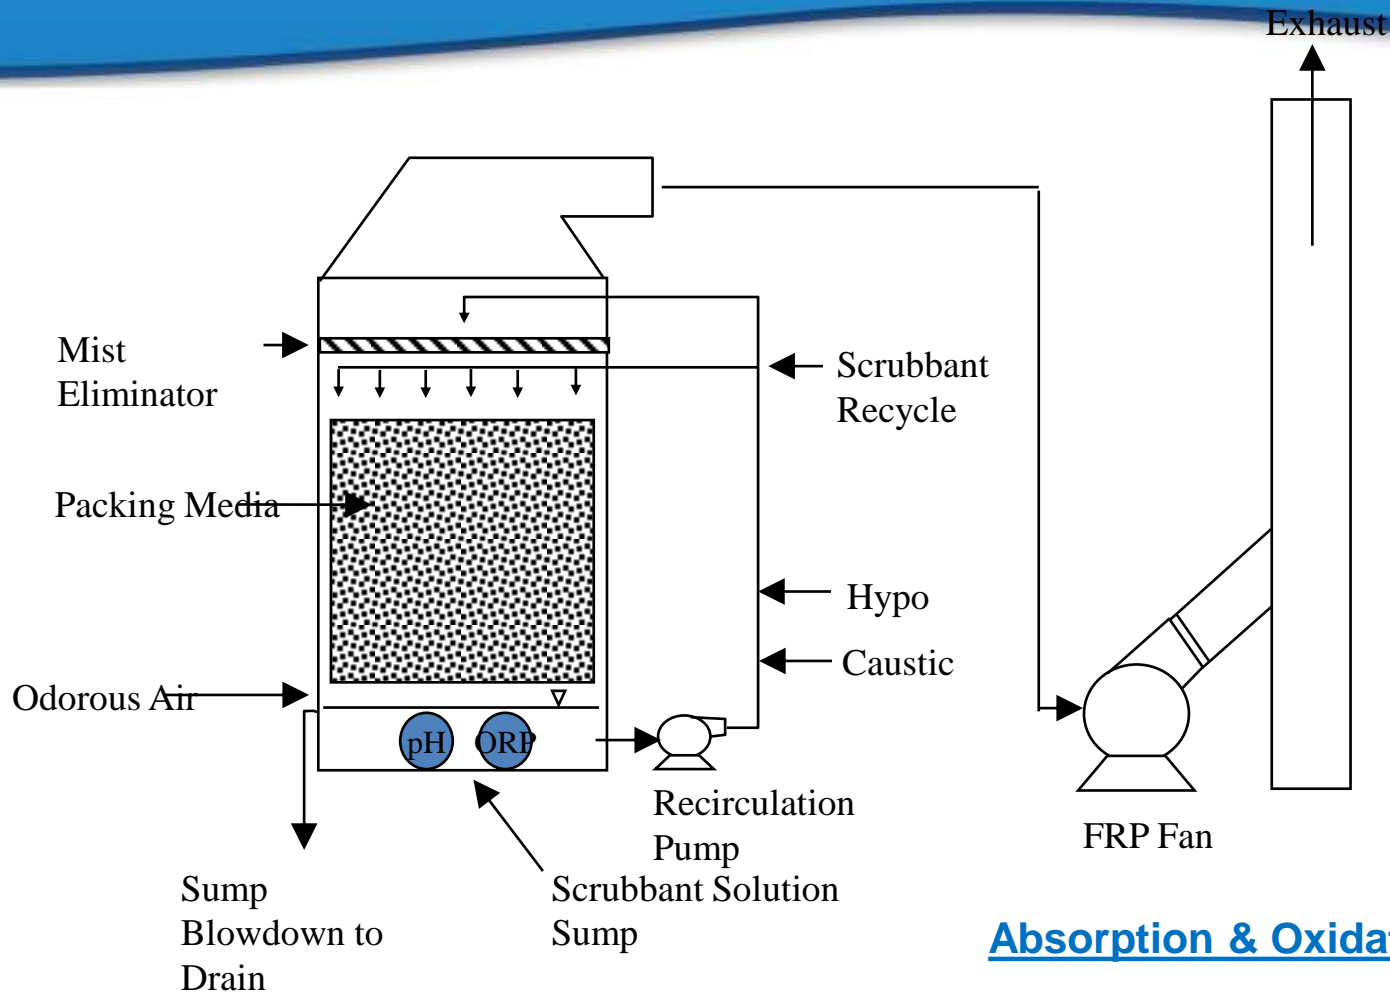 Exhaust
Mist
Eliminator
Scrubbant
Recycle
Packing Media
Hypo
Caustic
Odorous Air
pH
ORP
Recirculation
Pump
FRP Fan
Sump
Blowdown to
Drain
Scrubbant Solution
Sump
Absorption & Oxidat